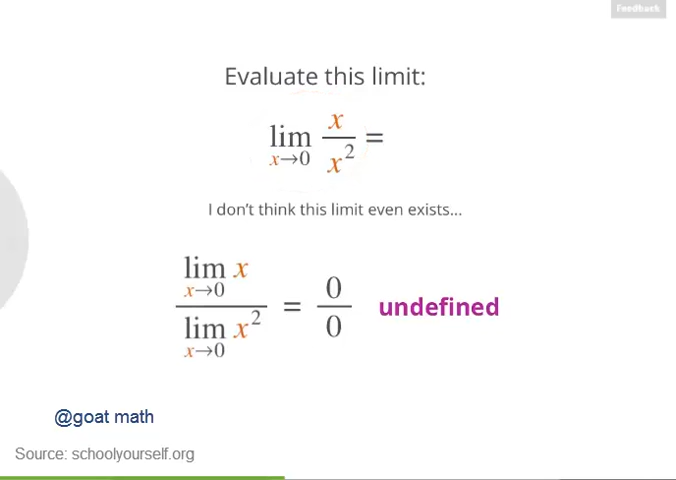 Feedback
Evaluate this limit:
lim x→0 x/x² =
I don't think this limit even exists...
lim x→0 x / lim x→0 x² = 0/0 undefined
@goat math
Source: schoolyourself.org